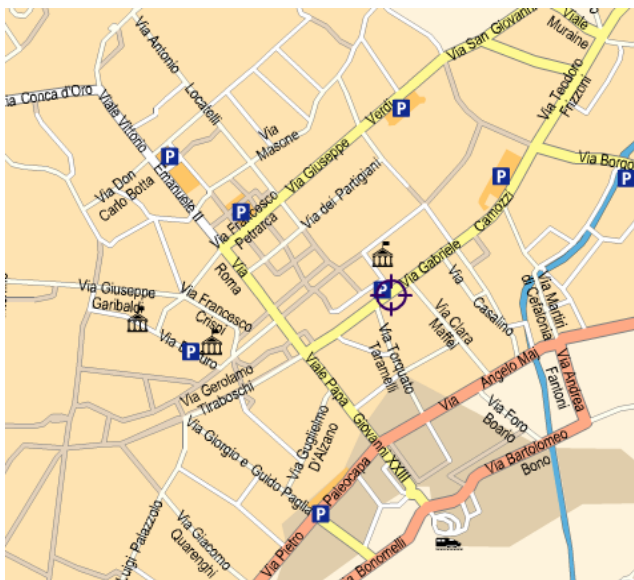 Via Antonio
Locatelli
Via San Giovanni
Viale
Muraine
Via Teodoro
Frizzoni
ia Conca d'Oro
Viale Vittorio
Emanuele II
Via
Masone
Verdi
Via Giuseppe
P
P
P
P
P
Via Borgo
Via Don
Carlo Botta
Via Francesco
Petrarca
Via dei Partigiani
Camozzi
Via Gabriele
Via
Roma
Via Giuseppe
Garibaldi
Via Francesco
Crispi
P
P
Via
Casalino
Via Martiri
di Cefalonia
Via Clara
Maffei
Via Torquato
Taramelli
Via Gerolamo
Tiraboschi
Viale Papa
Giovanni XXIII
Via
Angelo Maj
Via Andrea
Fantoni
Via Foro
Boario
Via Guglielmo
D'Alzano
Via Giorgio e
Guido Paglia
Via Bartolomeo
Bono
Paleocapa
Via Pietro
P
Luigi Palazzolo
Via Giacomo
Quarenghi
Via Bonomelli